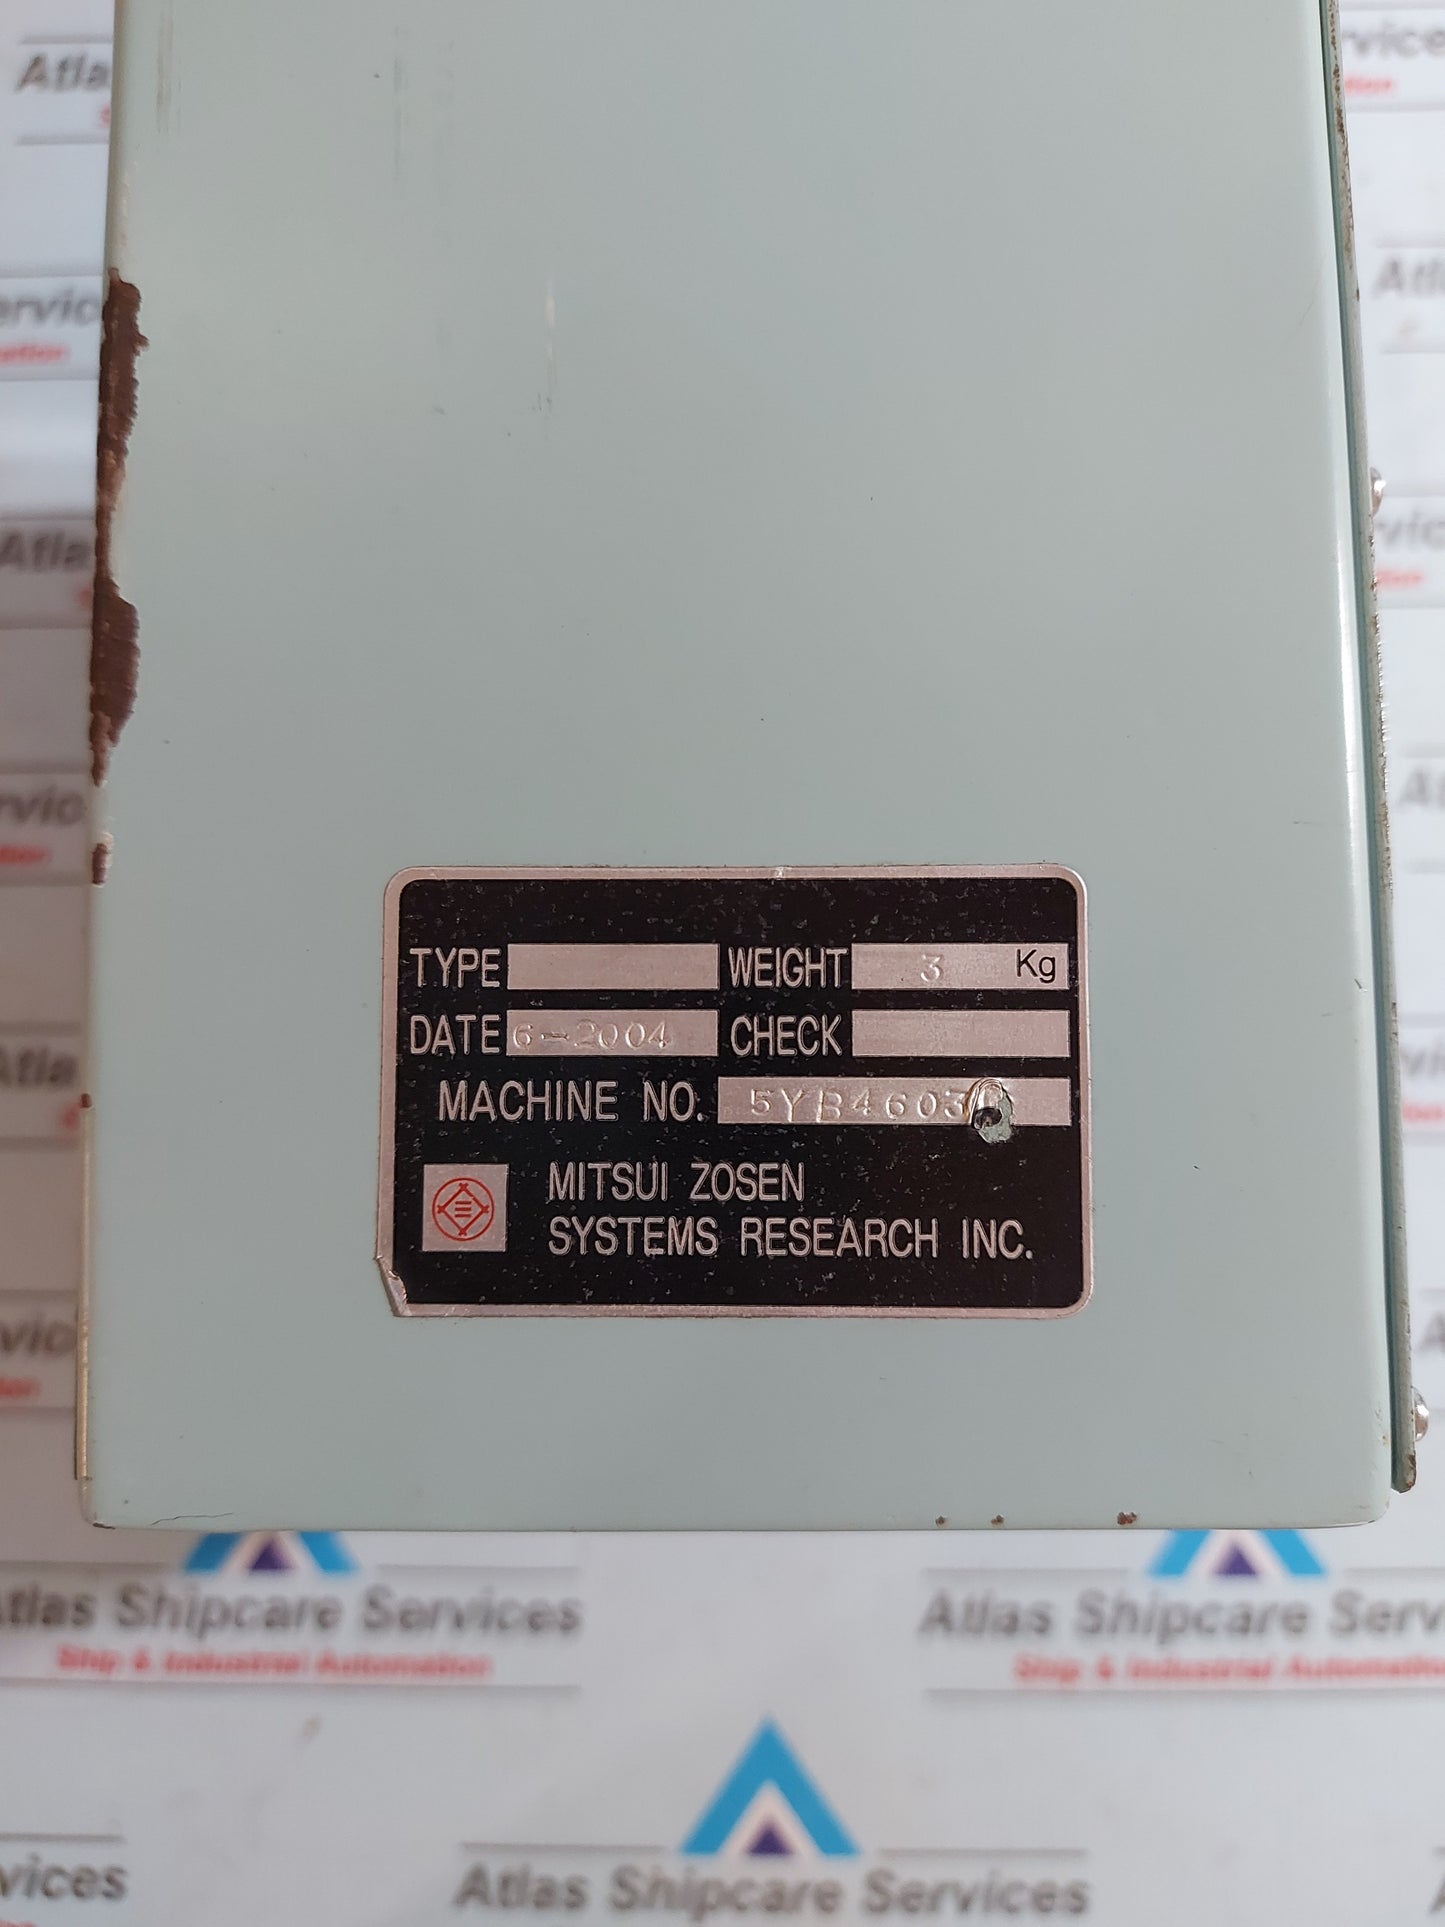 TYPE WEIGHT 3 Kg
DATE 6-2004 CHECK
MACHINE NO. 5YB4603
三
MITSUI ZOSEN
SYSTEMS RESEARCH INC.
Atlas Shipcare Services
Ship & Industrial Automation
Atlas Shipcare Services
Ship & Industrial Automation
Atlas Shipcare Services